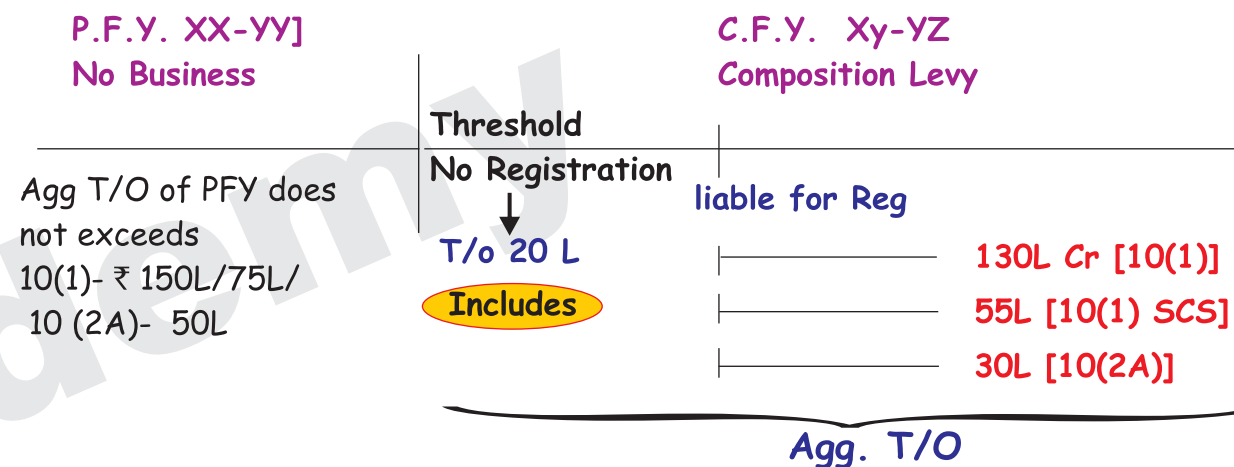 P.F.Y. XX-YY]
No Business
C.F.Y. Xy-YZ
Composition Levy
Threshold
No Registration
Agg T/O of PFY does
not exceeds
10(1)- ₹ 150L/75L/
10 (2A)- 50L
T/o 20 L
Includes
liable for Reg
130L Cr [10(1)]
55L [10(1) SCS]
30L [10(2A)]
Agg. T/O
demy